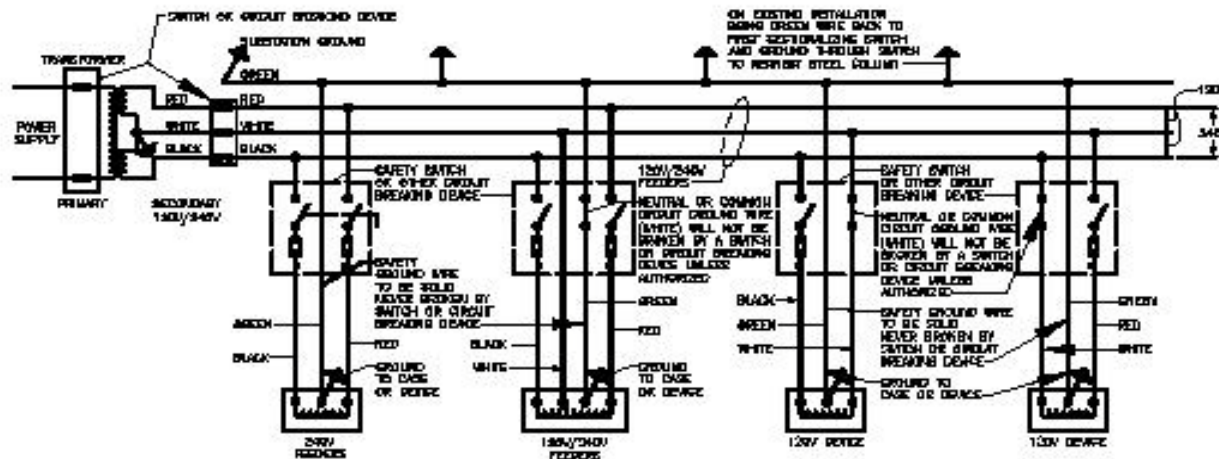 SWITCH OR CIRCUIT BREAKING DEVICE
SUBSTATION GROUND
TRANSFORMER
GREEN
ON EXISTING INSTALLATION
BRING GREEN WIRE BACK TO
FIRST SECTIONALIZING SWITCH
AND GROUND THROUGH SWITCH
TO NEAREST STEEL COLUMN
RED
RED
WHITE
WHITE
BLACK
BLACK
POWER
SUPPLY
PRIMARY
SECONDARY
120V/240V
SAFETY SWITCH
OR OTHER CIRCUIT
BREAKING DEVICE
120V/240V
FEEDERS
NEUTRAL OR COMMON
CIRCUIT GROUND WIRE
(WHITE) WILL NOT BE
BROKEN BY A SWITCH
OR CIRCUIT BREAKING
DEVICE UNLESS
AUTHORIZED
SAFETY SWITCH
OR OTHER CIRCUIT
BREAKING DEVICE
NEUTRAL OR COMMON
CIRCUIT GROUND WIRE
(WHITE) WILL NOT BE
BROKEN BY A SWITCH
OR CIRCUIT BREAKING
DEVICE UNLESS
AUTHORIZED
SAFETY
GROUND WIRE
TO BE SOLID
NEVER BROKEN BY
SWITCH OR CIRCUIT
BREAKING DEVICE
GREEN
BLACK
RED
GROUND
TO CASE
OR DEVICE
240V
GREEN
RED
BLACK
WHITE
GROUND
TO CASE
OR DEVICE
120V/240V
FEEDERS
BLACK
GREEN
WHITE
SAFETY GROUND WIRE
TO BE SOLID
NEVER BROKEN BY
SWITCH OR CIRCUIT
BREAKING DEVICE
GROUND TO
CASE OR DEVICE
120V DEVICE
GREEN
RED
WHITE
120V DEVICE